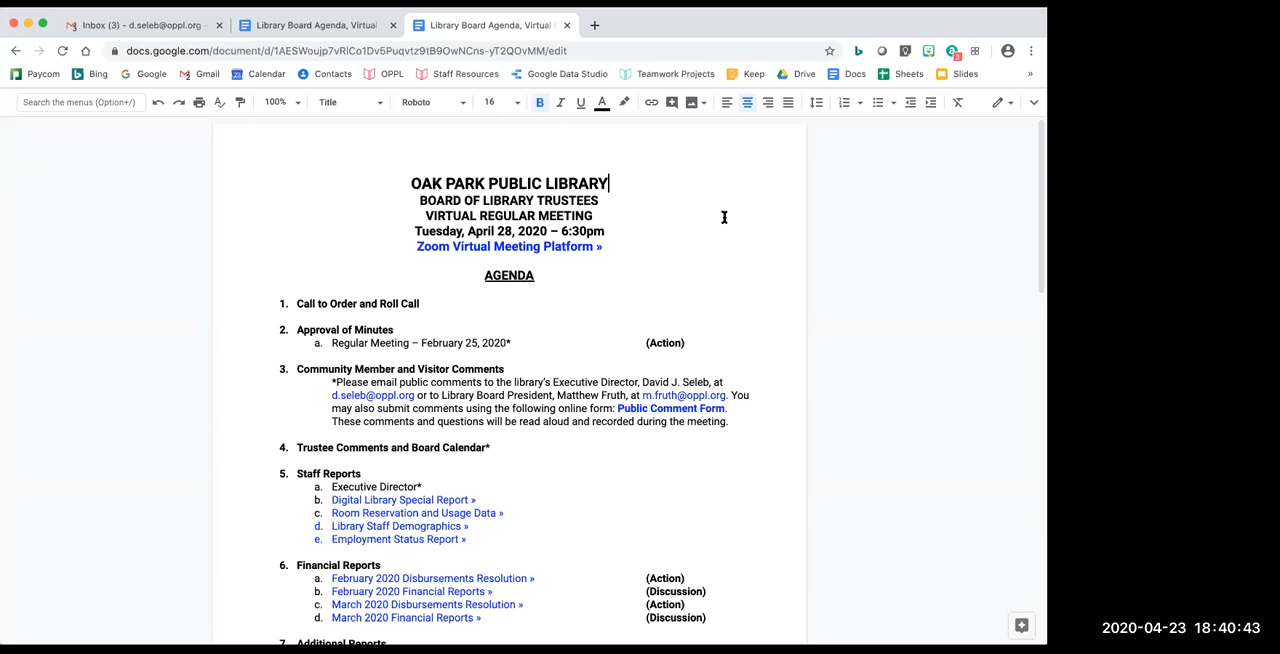 Inbox (3) - d.seleb@oppl.org -
Library Board Agenda, Virtual
Library Board Agenda, Virtual
docs.google.com/document/d/1AESWoujp7vRlCo1Dv5Puqvtz9tB9OwNCns-yT2QOvMM/edit
Paycom Bing Google Gmail Calendar Contacts OPPL Staff Resources Google Data Studio Teamwork Projects Keep Drive Docs Sheets Slides »
Search the menus (Option+/) 100% Title Roboto 16 B I U A
OAK PARK PUBLIC LIBRARY
BOARD OF LIBRARY TRUSTEES
VIRTUAL REGULAR MEETING
Tuesday, April 28, 2020 – 6:30pm
Zoom Virtual Meeting Platform »
AGENDA
1. Call to Order and Roll Call
2. Approval of Minutes
a. Regular Meeting – February 25, 2020* (Action)
3. Community Member and Visitor Comments
*Please email public comments to the library's Executive Director, David J. Seleb, at
d.seleb@oppl.org or to Library Board President, Matthew Fruth, at m.fruth@oppl.org. You
may also submit comments using the following online form: Public Comment Form.
These comments and questions will be read aloud and recorded during the meeting.
4. Trustee Comments and Board Calendar*
5. Staff Reports
a. Executive Director*
b. Digital Library Special Report »
c. Room Reservation and Usage Data »
d. Library Staff Demographics »
e. Employment Status Report »
6. Financial Reports
a. February 2020 Disbursements Resolution » (Action)
b. February 2020 Financial Reports » (Discussion)
c. March 2020 Disbursements Resolution » (Action)
d. March 2020 Financial Reports » (Discussion)
7. Additional Reports
2020-04-23 18:40:43